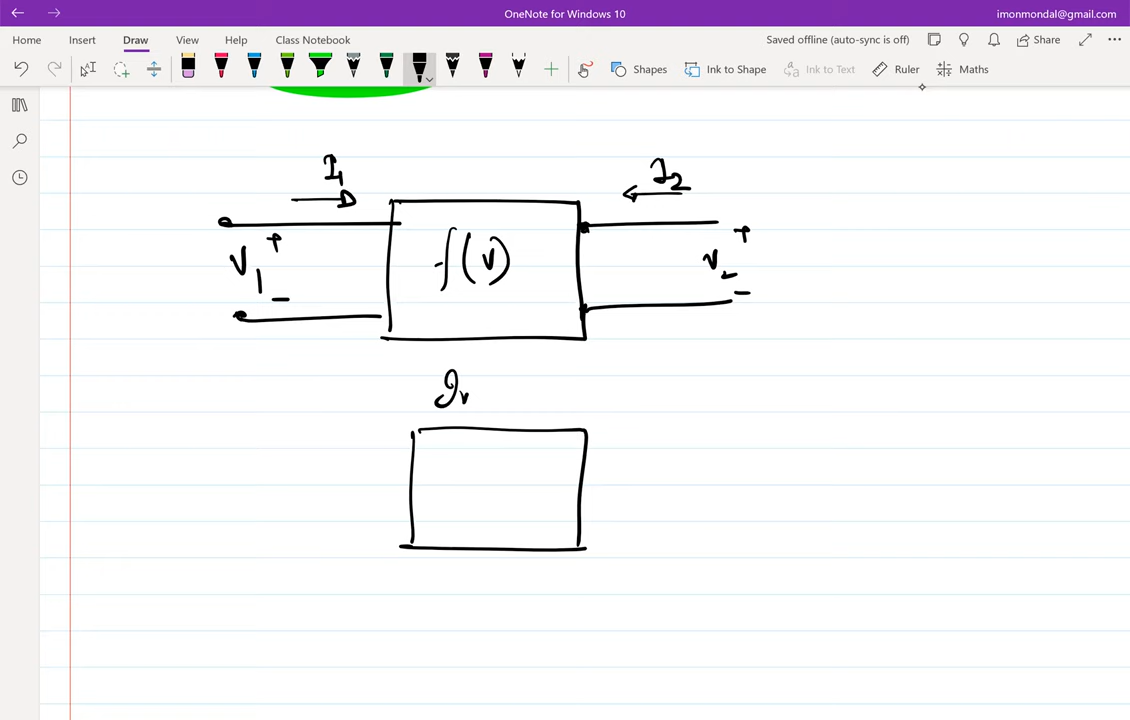 OneNote for Windows 10
imonmondal@gmail.com
Home Insert Draw View Help Class Notebook Saved offline (auto-sync is off) Share
Shapes Ink to Shape Ink to Text Ruler Maths
I1 I2
V1 + - f(v) V2 + -